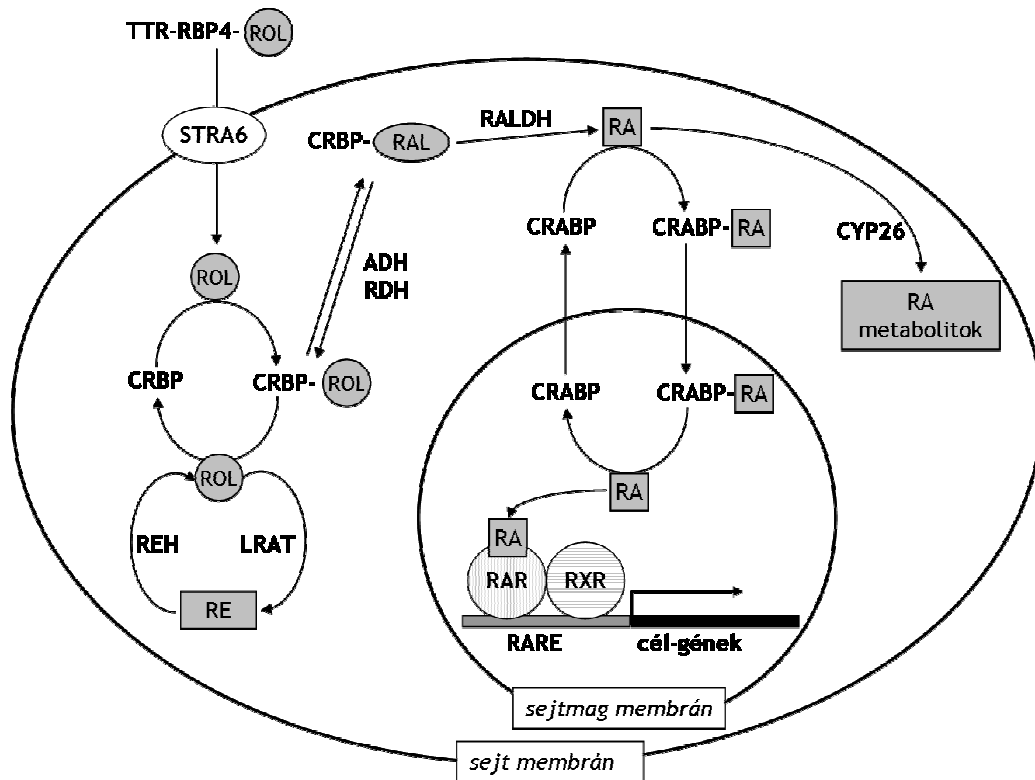 TTR-RBP4- ROL
STRA6
RALDH
CRBP- RAL
RA
ROL
ADH
RDH
CRABP
CRABP- RA
CYP26
RA
metabolitok
CRBP
CRBP- ROL
CRABP
CRABP- RA
ROL
RA
REH
LRAT
RE
RA
RAR
RXR
RARE
cél-gének
sejtmag membrán
sejt membrán